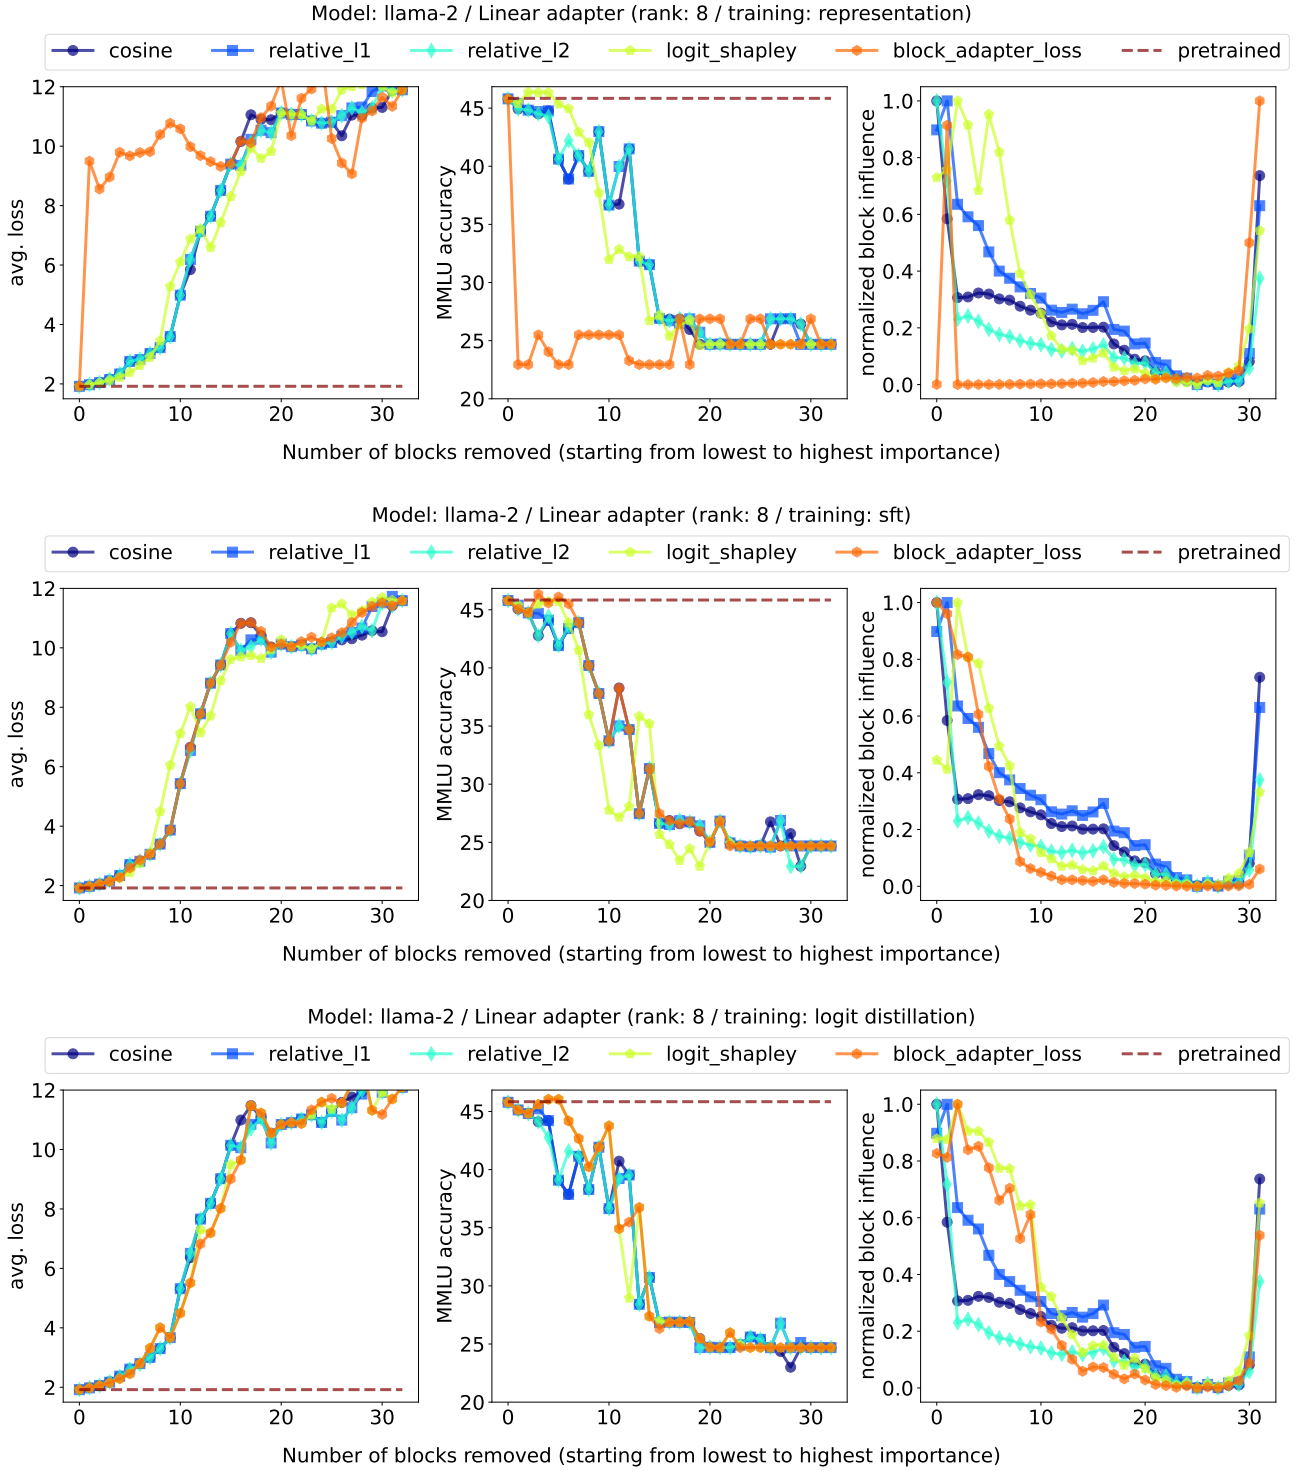 Model: llama-2 / Linear adapter (rank: 8 / training: representation)
cosine relative_l1 relative_l2 logit_shapley block_adapter_loss pretrained
avg. loss
12
10
8
6
4
2
0 10 20 30
MMLU accuracy
45
40
35
30
25
20
0 10 20 30
normalized block influence
1.0
0.8
0.6
0.4
0.2
0.0
0 10 20 30
Number of blocks removed (starting from lowest to highest importance)
Model: llama-2 / Linear adapter (rank: 8 / training: sft)
cosine relative_l1 relative_l2 logit_shapley block_adapter_loss pretrained
avg. loss
12
10
8
6
4
2
0 10 20 30
MMLU accuracy
45
40
35
30
25
20
0 10 20 30
normalized block influence
1.0
0.8
0.6
0.4
0.2
0.0
0 10 20 30
Number of blocks removed (starting from lowest to highest importance)
Model: llama-2 / Linear adapter (rank: 8 / training: logit distillation)
cosine relative_l1 relative_l2 logit_shapley block_adapter_loss pretrained
avg. loss
12
10
8
6
4
2
0 10 20 30
MMLU accuracy
45
40
35
30
25
20
0 10 20 30
normalized block influence
1.0
0.8
0.6
0.4
0.2
0.0
0 10 20 30
Number of blocks removed (starting from lowest to highest importance)